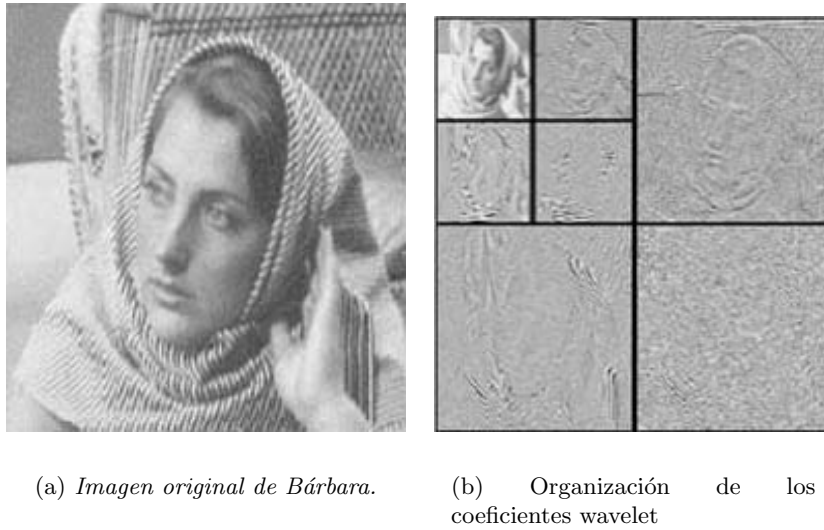 (a) Imagen original de Bárbara.
(b) Organización de los
coeficientes wavelet